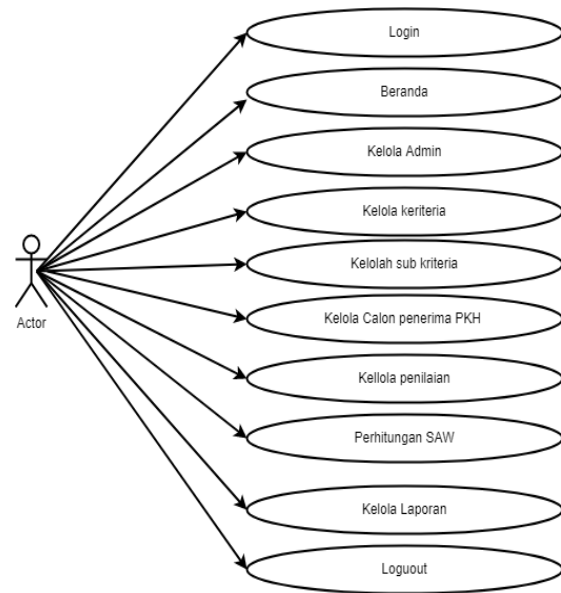 Login
Beranda
Kelola Admin
Kelola keriteria
Kelolah sub kriteria
Actor
Kelola Calon penerima PKH
Kellola penilaian
Perhitungan SAW
Kelola Laporan
Loguout